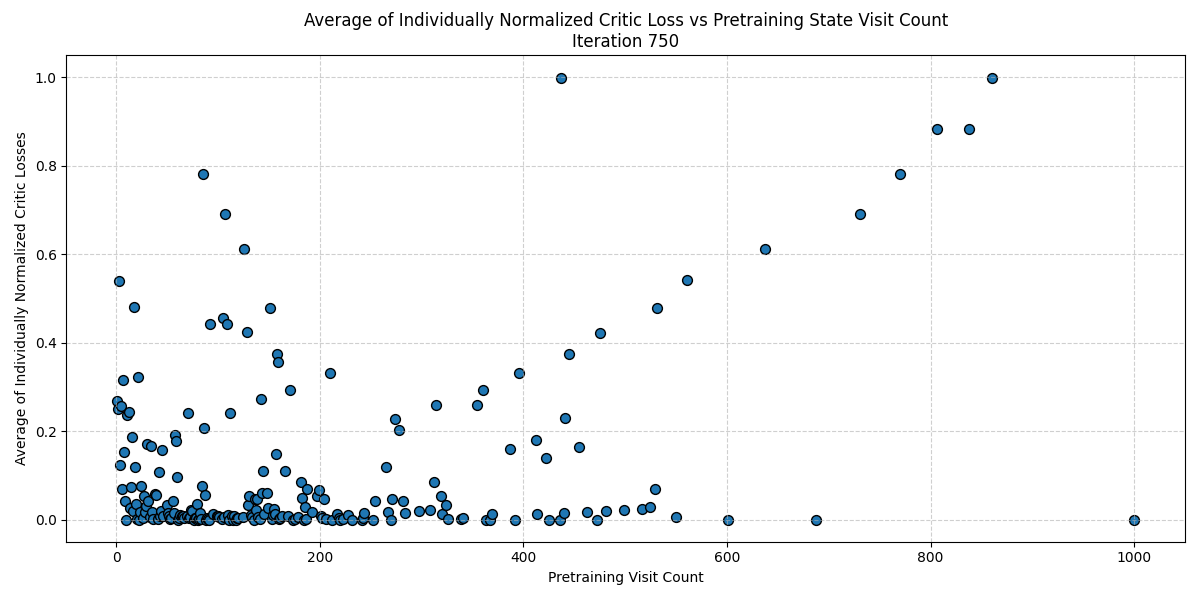 Average of Individually Normalized Critic Loss vs Pretraining State Visit Count
Iteration 750
1.0
0.8
0.6
0.4
0.2
0.0
Average of Individually Normalized Critic Losses
0 200 400 600 800 1000
Pretraining Visit Count